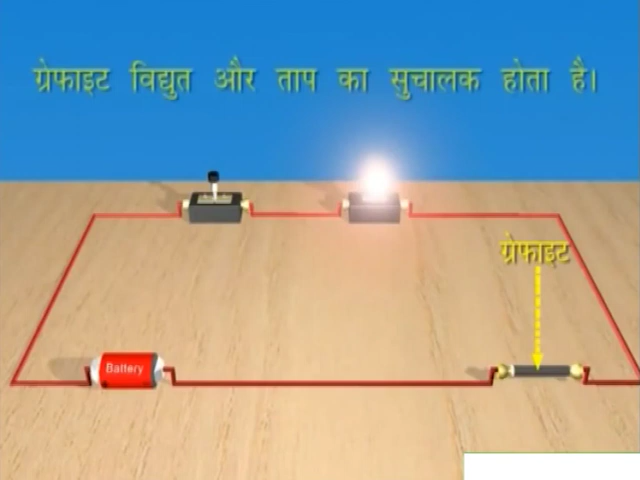 ग्रेफाइट विद्युत और ताप का सुचालक होता है।
ग्रेफाइट
Battery